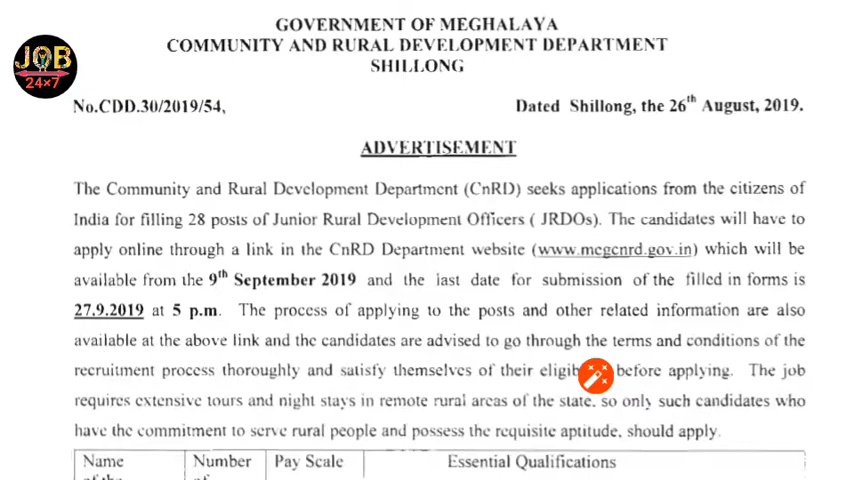 GOVERNMENT OF MEGHALAYA
COMMUNITY AND RURAL DEVELOPMENT DEPARTMENT
SHILLONG
JOB
24×7
No.CDD.30/2019/54,
Dated Shillong, the 26th August, 2019.
ADVERTISEMENT
The Community and Rural Development Department (CnRD) seeks applications from the citizens of
India for filling 28 posts of Junior Rural Development Officers ( JRDOs). The candidates will have to
apply online through a link in the CnRD Department website (www.megcnrd.gov.in) which will be
available from the 9th September 2019 and the last date for submission of the filled in forms is
27.9.2019 at 5 p.m. The process of applying to the posts and other related information are also
available at the above link and the candidates are advised to go through the terms and conditions of the
recruitment process thoroughly and satisfy themselves of their eligib before applying. The job
requires extensive tours and night stays in remote rural areas of the state, so only such candidates who
have the commitment to serve rural people and possess the requisite aptitude, should apply.
Name Number Pay Scale Essential Qualifications